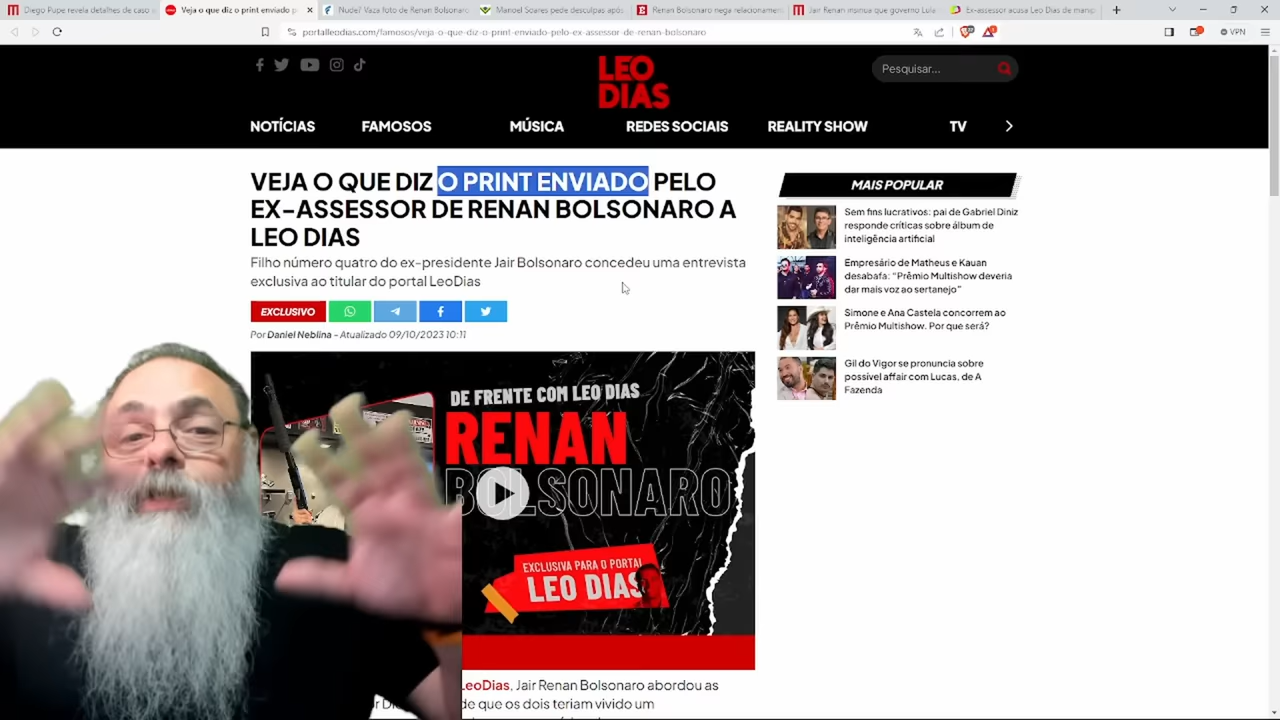 Diego Pupe revela detalhes de caso a
Veja o que diz o print enviado p
Nude! Vaza foto de Renan Bolsonaro
Manoel Soares pede desculpas após
Renan Bolsonaro nega relacionamen
Jair Renan insinua que governo Lula
Ex-assessor acusa Leo Dias de manip
portalleodias.com/famosos/veja-o-que-diz-o-print-enviado-pelo-ex-assessor-de-renan-bolsonaro
VPN
LEO
DIAS
Pesquisar...
NOTÍCIAS FAMOSOS MÚSICA REDES SOCIAIS REALITY SHOW TV
VEJA O QUE DIZ O PRINT ENVIADO PELO
EX-ASSESSOR DE RENAN BOLSONARO A
LEO DIAS
Filho número quatro do ex-presidente Jair Bolsonaro concedeu uma entrevista
exclusiva ao titular do portal LeoDias
EXCLUSIVO
Por Daniel Neblina - Atualizado 09/10/2023 10:11
MAIS POPULAR
Sem fins lucrativos: pai de Gabriel Diniz
responde críticas sobre álbum de
inteligência artificial
Empresário de Matheus e Kauan
desabafa: “Prêmio Multishow deveria
dar mais voz ao sertanejo”
Simone e Ana Castela concorrem ao
Prêmio Multishow. Por que será?
Gil do Vigor se pronuncia sobre
possível affair com Lucas, de A
Fazenda
DE FRENTE COM LEO DIAS
RENAN
BOLSONARO
EXCLUSIVA PARA O PORTAL
LEO DIAS
LeoDias, Jair Renan Bolsonaro abordou as
de que os dois teriam vivido um